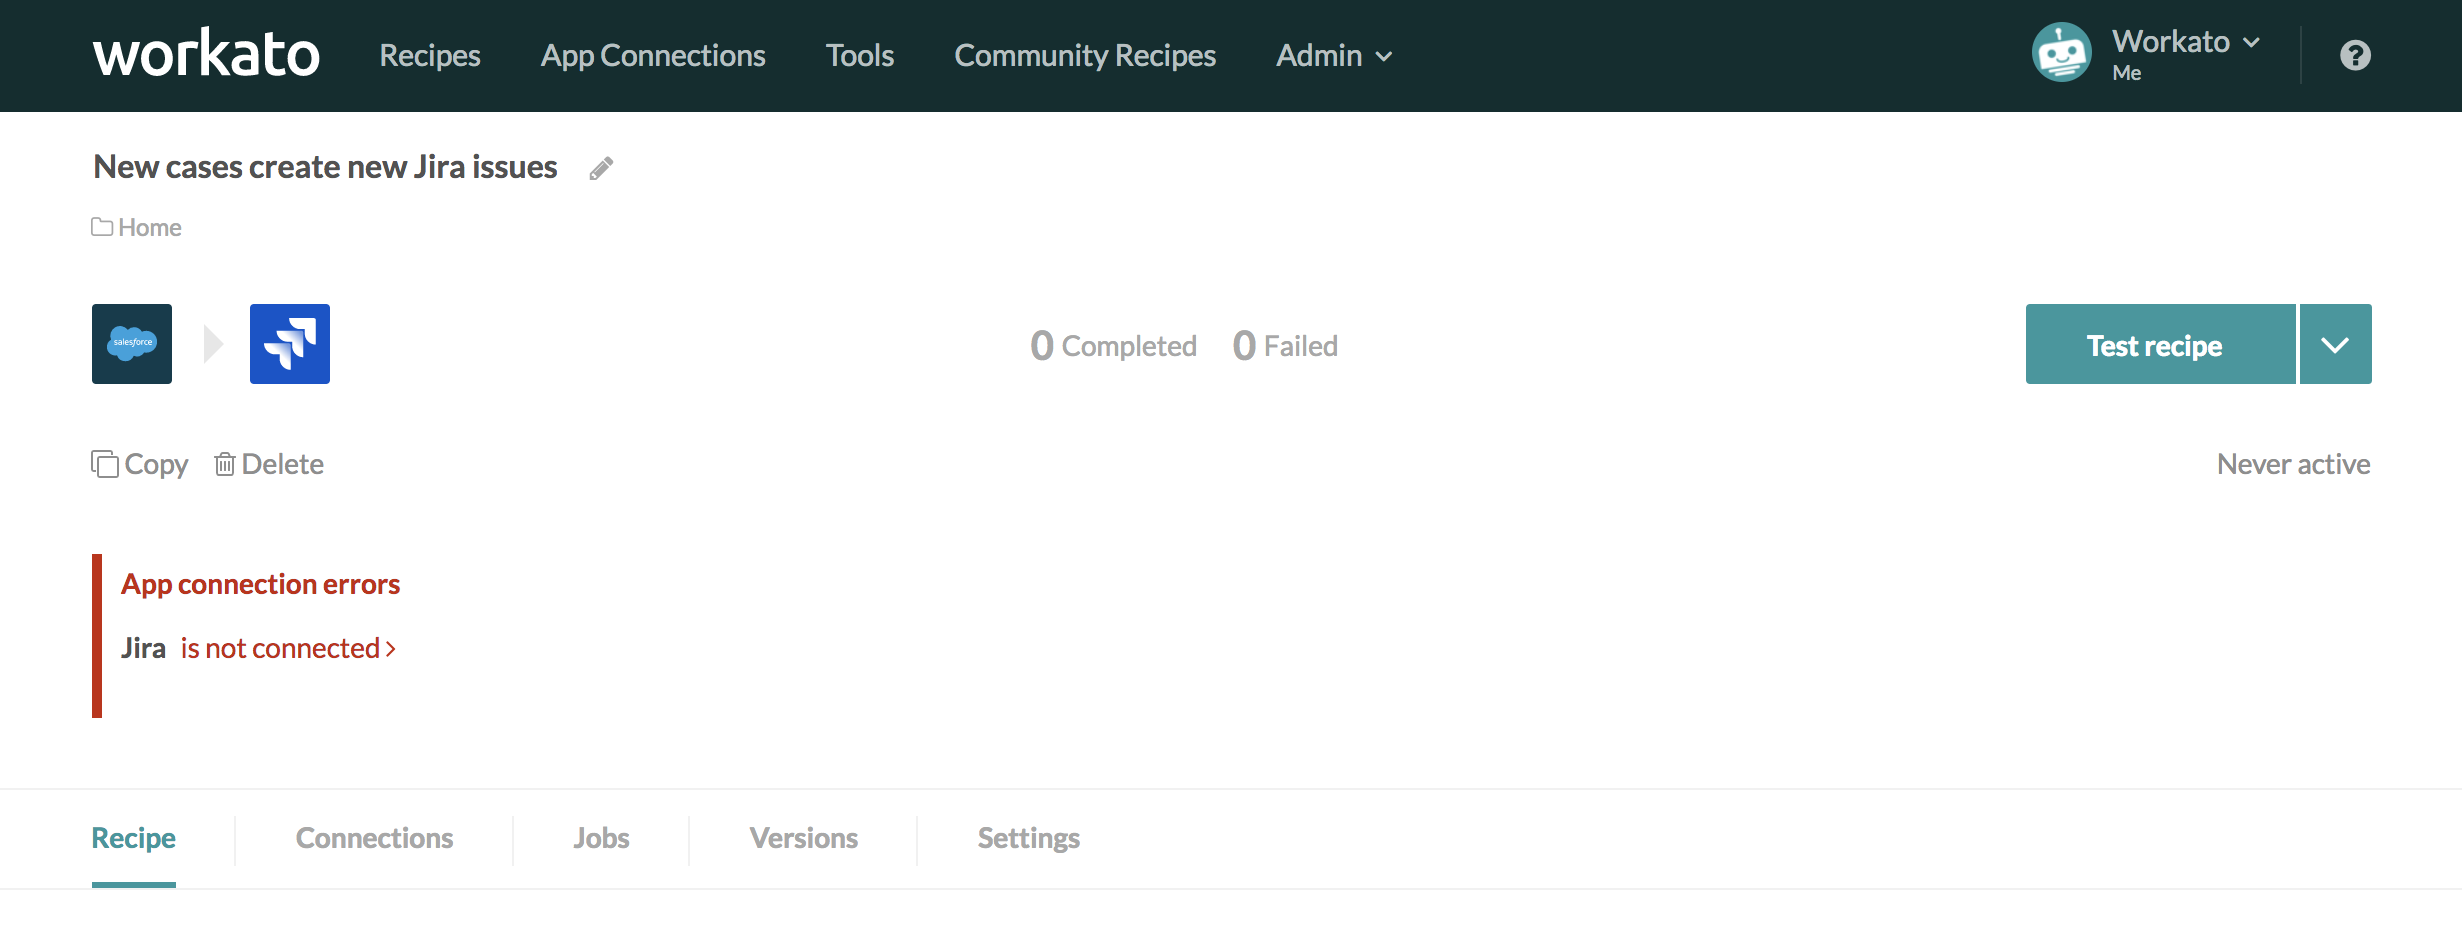 workato Recipes App Connections Tools Community Recipes Admin Workato
Me
?
New cases create new Jira issues
Home
salesforce
0 Completed 0 Failed
Test recipe
Copy Delete Never active
App connection errors
Jira is not connected >
Recipe Connections Jobs Versions Settings